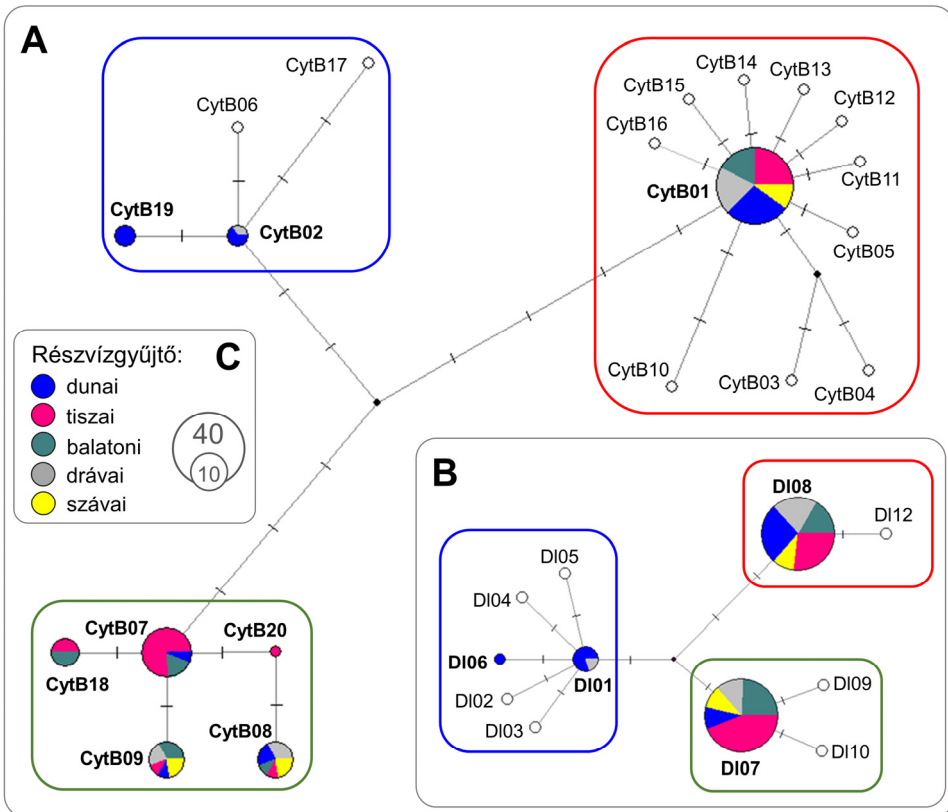 A
CytB17
CytB06
CytB19
CytB02
CytB14
CytB13
CytB15
CytB12
CytB16
CytB11
CytB01
CytB05
CytB10
CytB03
CytB04
Részvízgyűjtő:
C
dunai
tiszai
balatoni
drávai
szávai
40
10
CytB07
CytB20
CytB18
CytB09
CytB08
B
DI08
DI12
DI05
DI04
DI06
DI01
DI02
DI03
DI09
DI10
DI07